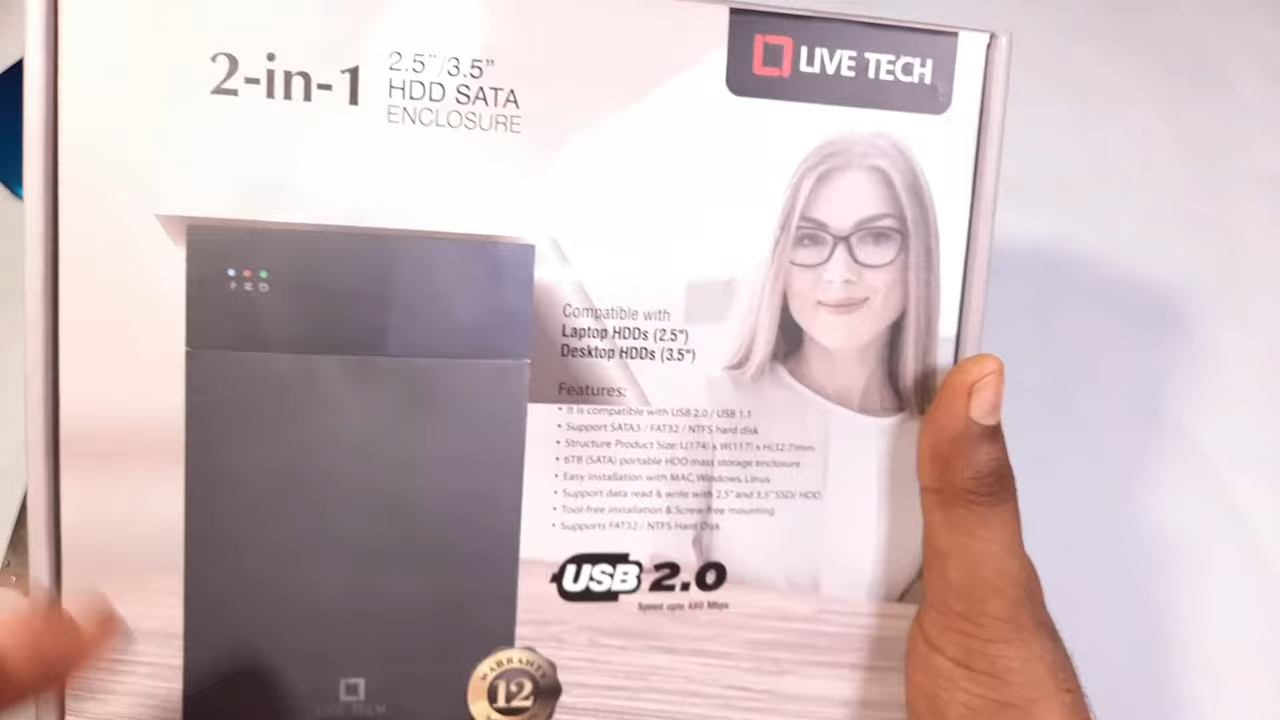 2-in-1
2.5"/3.5"
HDD SATA
ENCLOSURE
LIVE TECH
Compatible with
Laptop HDDs (2.5")
Desktop HDDs (3.5")
Features:
• It is compatible with USB 2.0 / USB 1.1
• Support SATA3 / FAT32 / NTFS hard disk
• Structure Product Size: L(174) x W(117) x H(32.7)mm
• 6TB (SATA) portable HDD mass storage enclosure
• Easy installation with MAC, Windows, Linux
• Support data read & write with 2.5" and 3.5" SSD/ HDD
• Tool-free installation & Screw-free mounting
• Supports FAT32 / NTFS Hard Disk
USB 2.0
Speed upto 480 Mbps
WARRANTY
12
LIVE TECH